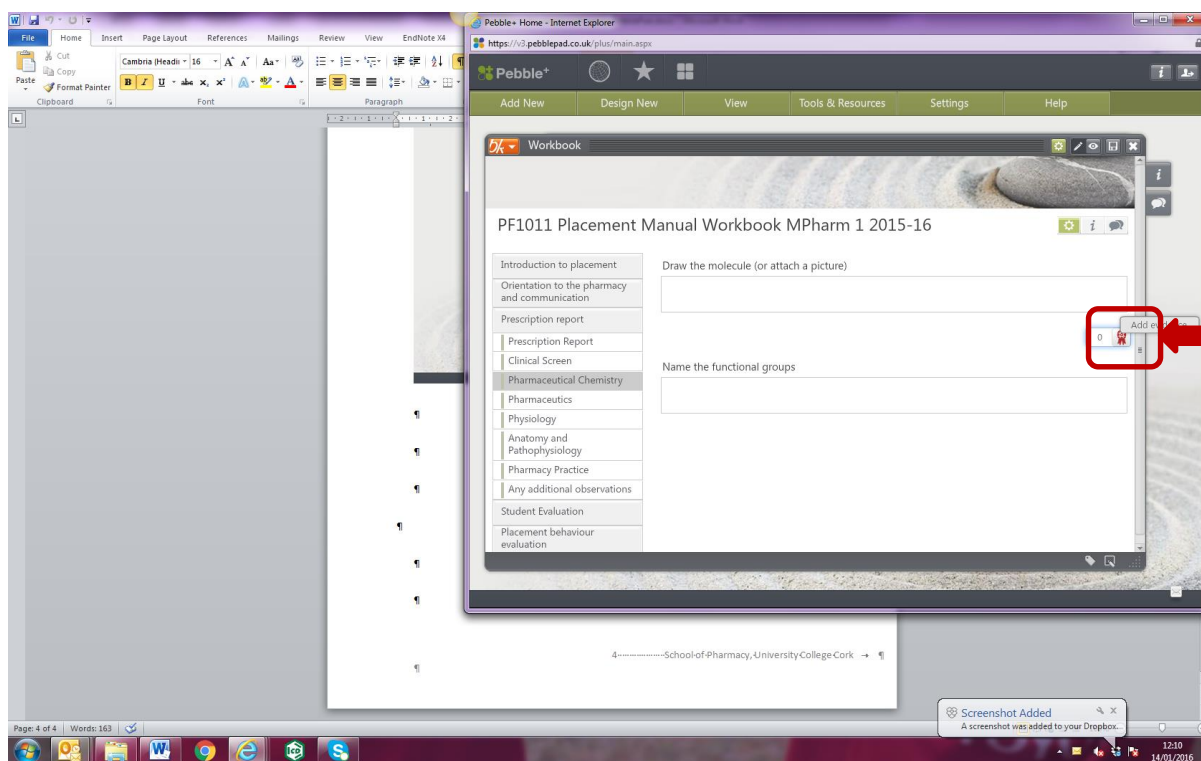 File Home Insert Page Layout References Mailings Review View EndNote X4
Cut
Copy
Paste
Format Painter
Cambria (Headi 16
Clipboard Font Paragraph
Pebble+ Home - Internet Explorer
https://v3.pebblepad.co.uk/plus/main.aspx
Pebble+
Add New Design New View Tools & Resources Settings Help
Workbook
PF1011 Placement Manual Workbook MPharm 1 2015-16
Introduction to placement
Orientation to the pharmacy
and communication
Prescription report
Prescription Report
Clinical Screen
Pharmaceutical Chemistry
Pharmaceutics
Physiology
Anatomy and
Pathophysiology
Pharmacy Practice
Any additional observations
Student Evaluation
Placement behaviour
evaluation
Draw the molecule (or attach a picture)
Add evidence
0
Name the functional groups
4 School·of·Pharmacy,·University·College·Cork → ¶
Page: 4 of 4 Words: 163
Screenshot Added
A screenshot was added to your Dropbox.
12:10
14/01/2016